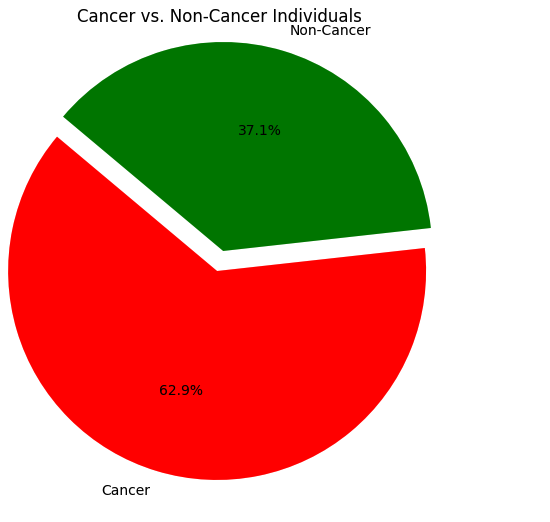 Cancer vs. Non-Cancer Individuals
Non-Cancer
37.1%
62.9%
Cancer